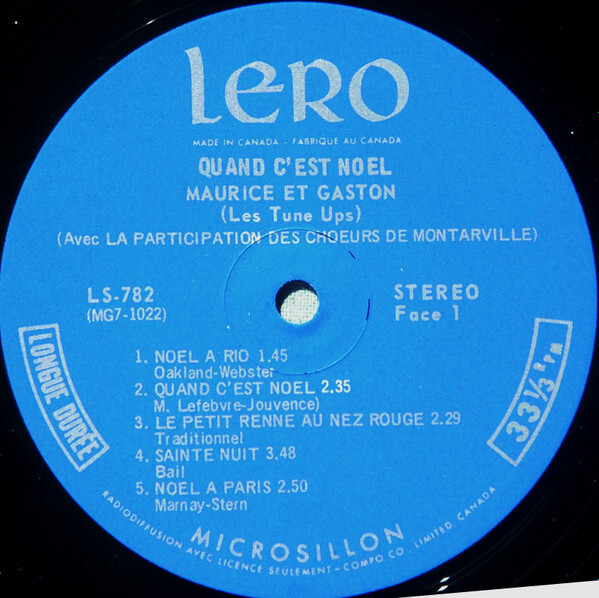 LERO
MADE IN CANADA - FABRIQUE AU CANADA
QUAND C'EST NOEL
MAURICE ET GASTON
(Les Tune Ups)
(Avec LA PARTICIPATION DES CHOEURS DE MONTARVILLE)
LS-782
(MG7-1022)
STEREO
Face 1
1. NOEL A RIO 1.45
Oakland-Webster
2. QUAND C'EST NOEL 2.35
M. Lefebvre-Jouvence)
3. LE PETIT RENNE AU NEZ ROUGE 2.29
Traditionnel
4. SAINTE NUIT 3.48
Bail
5. NOEL A PARIS 2.50
Marnay-Stern
LONGUE DURÉE
33 1/3 RPM
MICROSILLON
RADIODIFFUSION AVEC LICENCE SEULEMENT-COMPO CO. LIMITED, CANADA